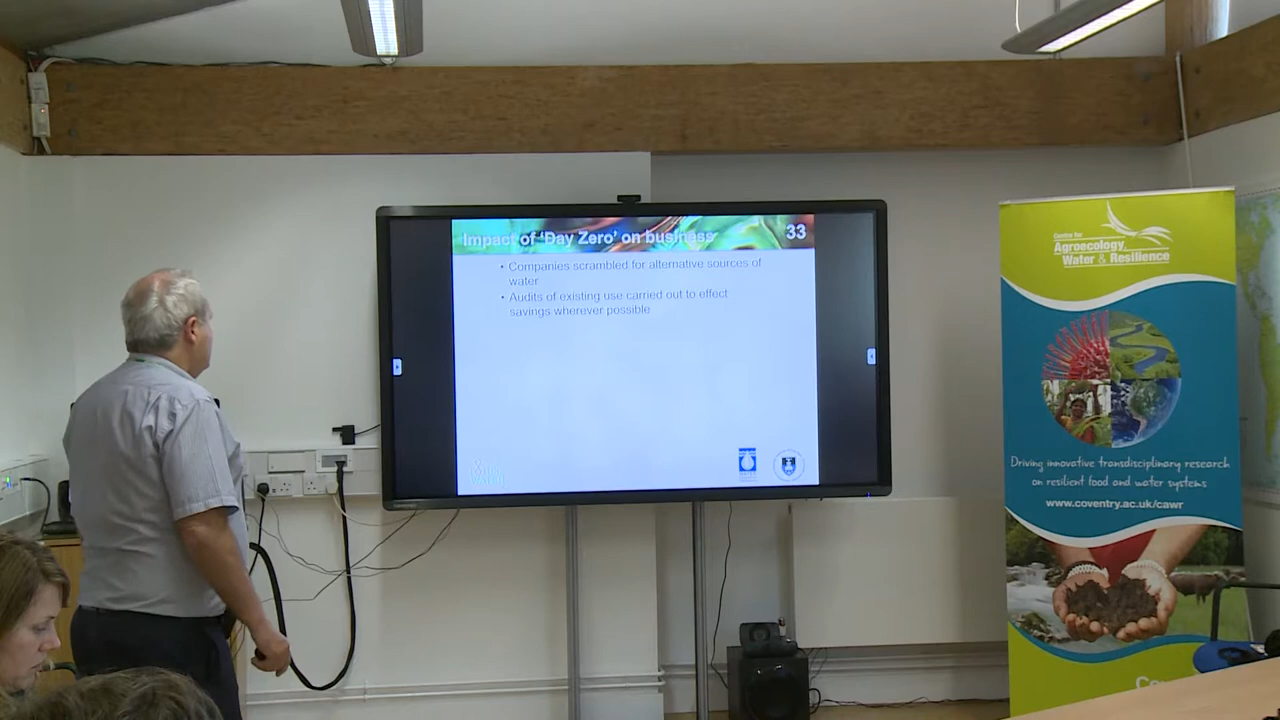 Impact of 'Day Zero' on business
33
• Companies scrambled for alternative sources of
water
• Audits of existing use carried out to effect
savings wherever possible
WATER
Centre for
Agroecology,
Water & Resilience
Driving innovative transdisciplinary research
on resilient food and water systems
www.coventry.ac.uk/cawr